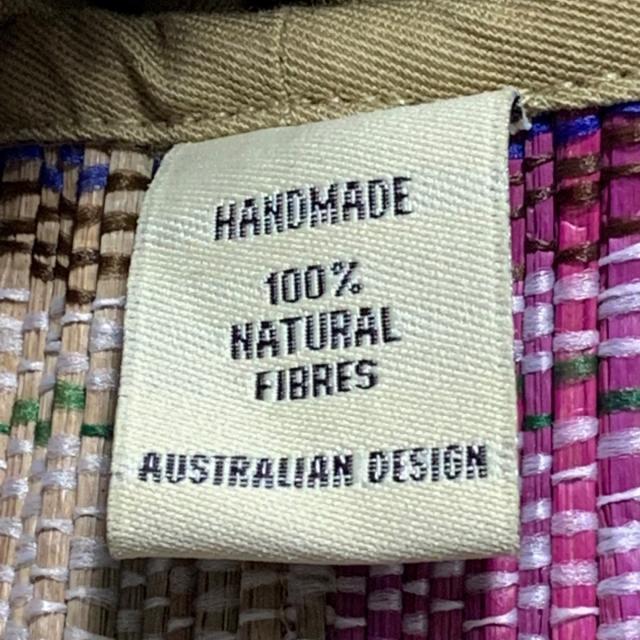 HANDMADE
100%
NATURAL
FIBRES
AUSTRALIAN DESIGN